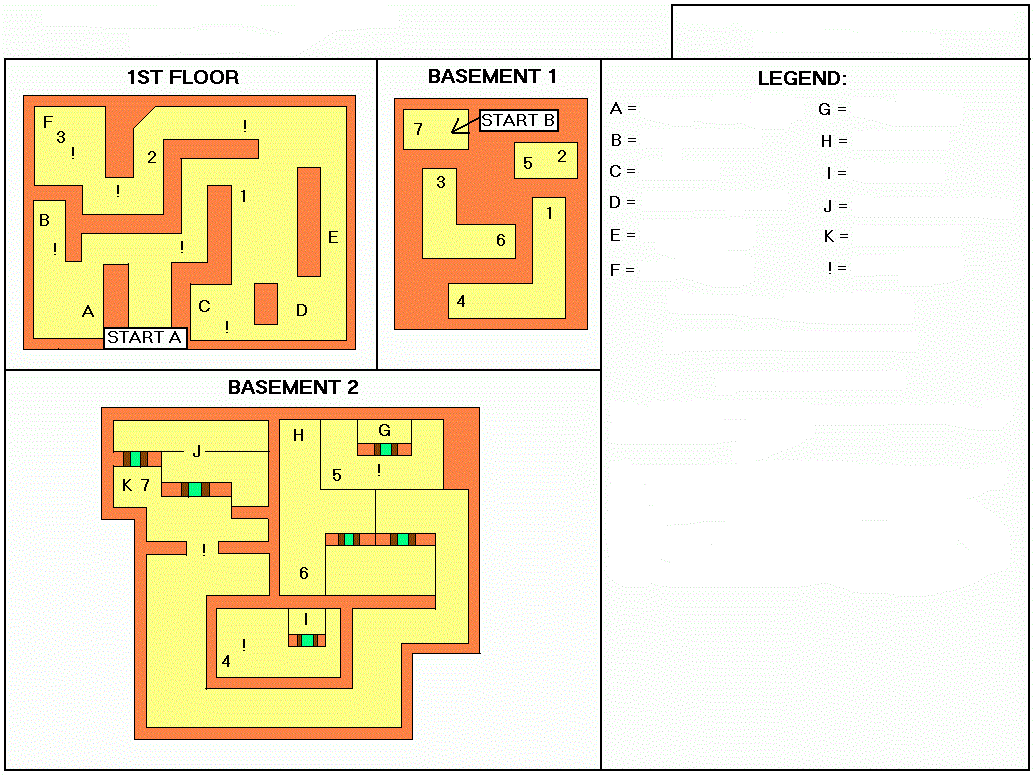 1ST FLOOR
F
3
!
!
2
!
B
!
!
1
E
A
C
!
D
START A
BASEMENT 1
7
START B
5 2
3
1
6
4
LEGEND:
A =
B =
C =
D =
E =
F =
G =
H =
I =
J =
K =
! =
BASEMENT 2
J
K 7
!
H
G
5
!
6
I
!
4